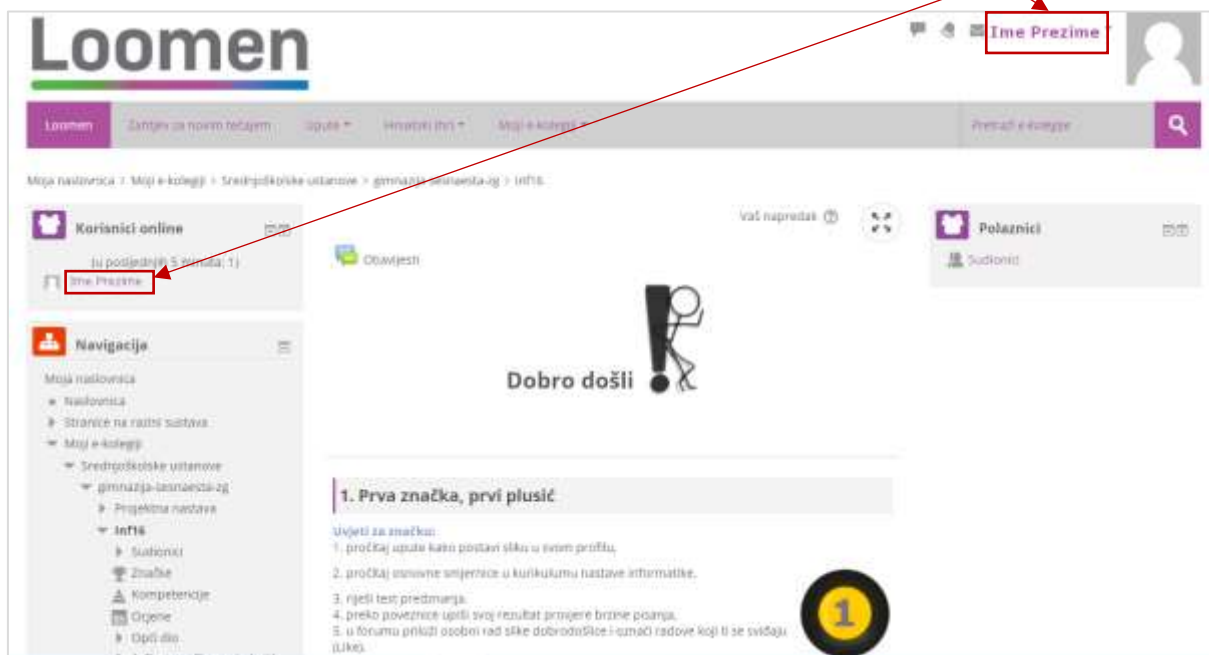 Loomen
Ime Prezime
Loomen Zahtjev za novim tečajem Upute Hrvatski (hr) Moji e-kolegiji Pretraži e-kolegije
Moja naslovnica > Moji e-kolegiji > Srednjoškolske ustanove > gimnazija-sesnaesta-zg > Inf16
Korisnici online
(u posljednjih 5 minuta: 1)
Ime Prezime
Navigacija
Moja naslovnica
Naslovnica
Stranice na razini sustava
Moji e-kolegiji
Srednjoškolske ustanove
gimnazija-sesnaesta-zg
Projektna nastava
Inf16
Sudionici
Značke
Kompetencije
Ocjene
Opći dio
Vaš napredak
Obavijesti
Dobro došli
1. Prva značka, prvi plusić
Uvjeti za značku:
1. pročitaj upute kako postavi sliku u svom profilu,
2. pročitaj osnovne smjernice u kurikulumu nastave informatike,
3. riješi test predznanja,
4. preko poveznice upiši svoj rezultat provjere brzine pisanja,
5. u forumu priloži osobni rad slike dobrodošlice i označi radove koji ti se sviđaju
(Like).
1
Polaznici
Sudionici